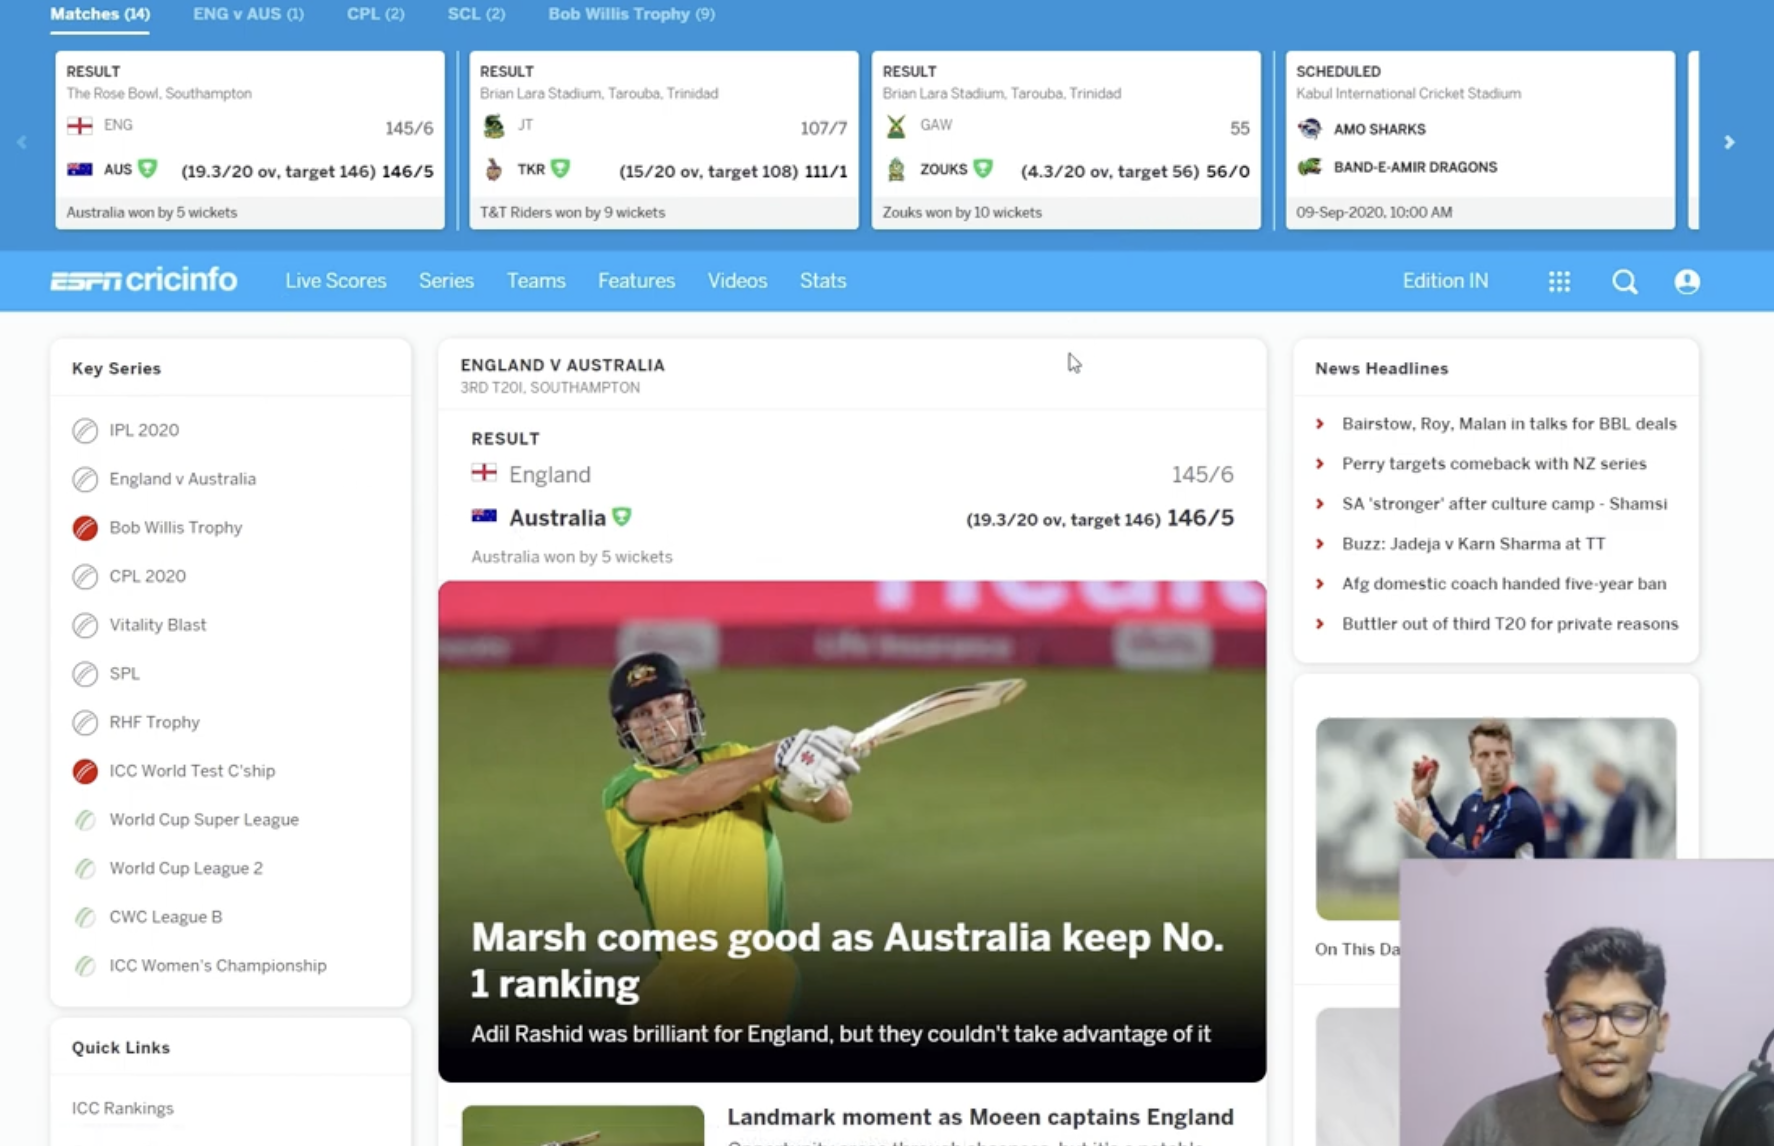 Matches (14) ENG v AUS (1) CPL (2) SCL (2) Bob Willis Trophy (9)
RESULT
The Rose Bowl, Southampton
ENG 145/6
AUS (19.3/20 ov, target 146) 146/5
Australia won by 5 wickets
RESULT
Brian Lara Stadium, Tarouba, Trinidad
JT 107/7
TKR (15/20 ov, target 108) 111/1
T&T Riders won by 9 wickets
RESULT
Brian Lara Stadium, Tarouba, Trinidad
GAW 55
ZOUKS (4.3/20 ov, target 56) 56/0
Zouks won by 10 wickets
SCHEDULED
Kabul International Cricket Stadium
AMO SHARKS
BAND-E-AMIR DRAGONS
09-Sep-2020, 10:00 AM
ESPN cricinfo Live Scores Series Teams Features Videos Stats Edition IN
Key Series
IPL 2020
England v Australia
Bob Willis Trophy
CPL 2020
Vitality Blast
SPL
RHF Trophy
ICC World Test C'ship
World Cup Super League
World Cup League 2
CWC League B
ICC Women's Championship
Quick Links
ICC Rankings
ENGLAND V AUSTRALIA
3RD T20I, SOUTHAMPTON
RESULT
England 145/6
Australia (19.3/20 ov, target 146) 146/5
Australia won by 5 wickets
Life Insurance
Marsh comes good as Australia keep No.
1 ranking
Adil Rashid was brilliant for England, but they couldn't take advantage of it
Landmark moment as Moeen captains England
News Headlines
Bairstow, Roy, Malan in talks for BBL deals
Perry targets comeback with NZ series
SA 'stronger' after culture camp - Shamsi
Buzz: Jadeja v Karn Sharma at TT
Afg domestic coach handed five-year ban
Buttler out of third T20 for private reasons
On This Da